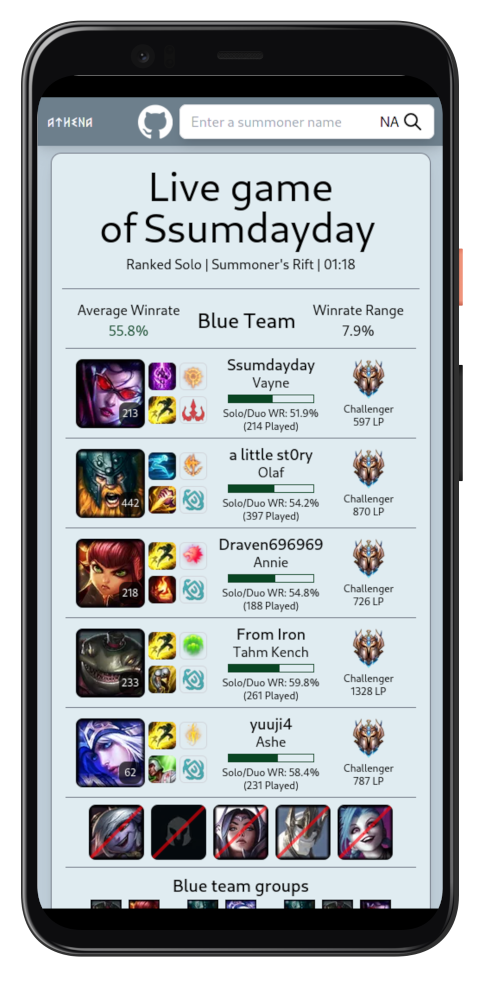 ATHENA
Enter a summoner name NA
Live game
of Ssumdayday
Ranked Solo | Summoner's Rift | 01:18
Average Winrate
55.8%
Blue Team
Winrate Range
7.9%
213
Ssumdayday
Vayne
Solo/Duo WR: 51.9%
(214 Played)
Challenger
597 LP
442
a little st0ry
Olaf
Solo/Duo WR: 54.2%
(397 Played)
Challenger
870 LP
218
Draven696969
Annie
Solo/Duo WR: 54.8%
(188 Played)
Challenger
726 LP
233
From Iron
Tahm Kench
Solo/Duo WR: 59.8%
(261 Played)
Challenger
1328 LP
62
yuuji4
Ashe
Solo/Duo WR: 58.4%
(231 Played)
Challenger
787 LP
Blue team groups